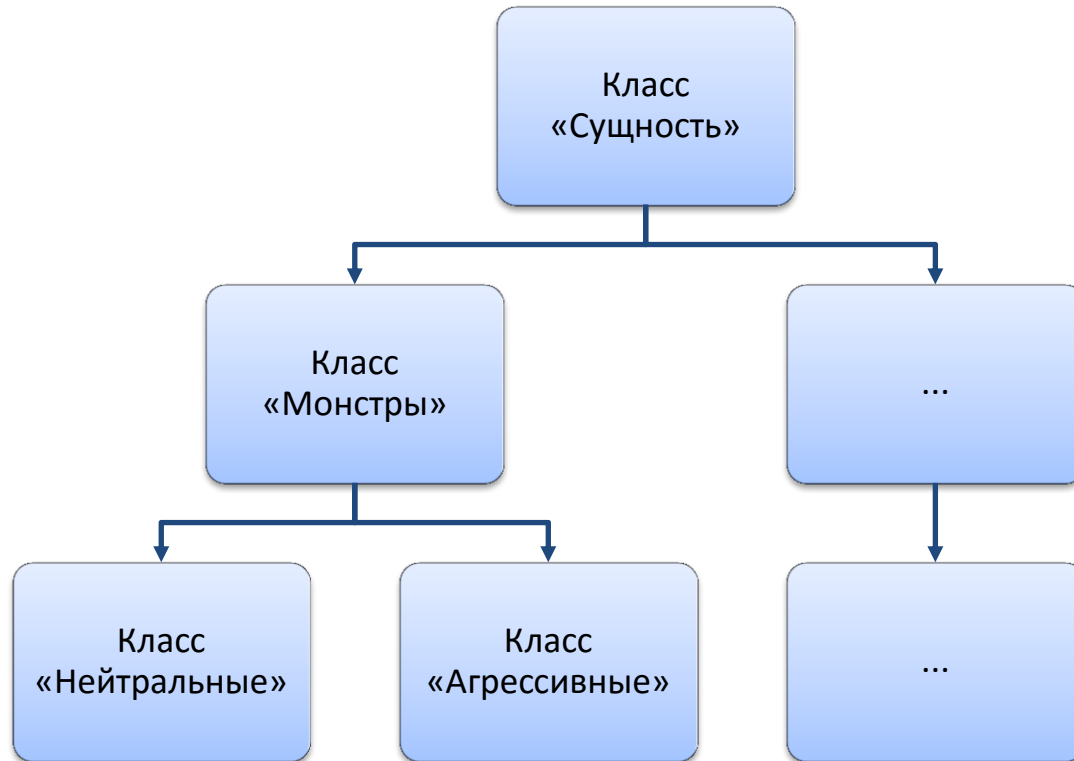 Класс
«Сущность»
Класс
«Монстры»
...
Класс
«Нейтральные»
Класс
«Агрессивные»
...